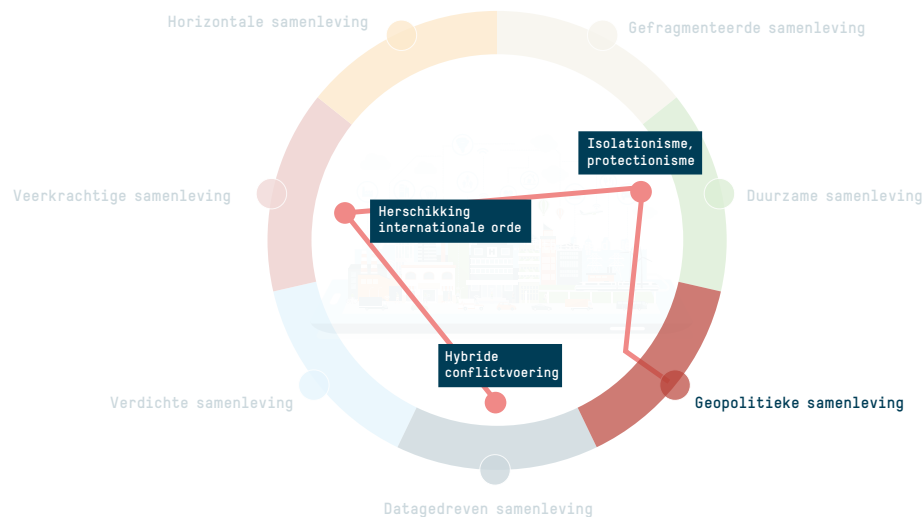 Horizontale samenleving
Gefragmenteerde samenleving
Isolationisme,
protectionisme
Veerkrachtige samenleving
Duurzame samenleving
Herschikking
internationale orde
Hybride
conflictvoering
Verdichte samenleving
Geopolitieke samenleving
Datagedreven samenleving